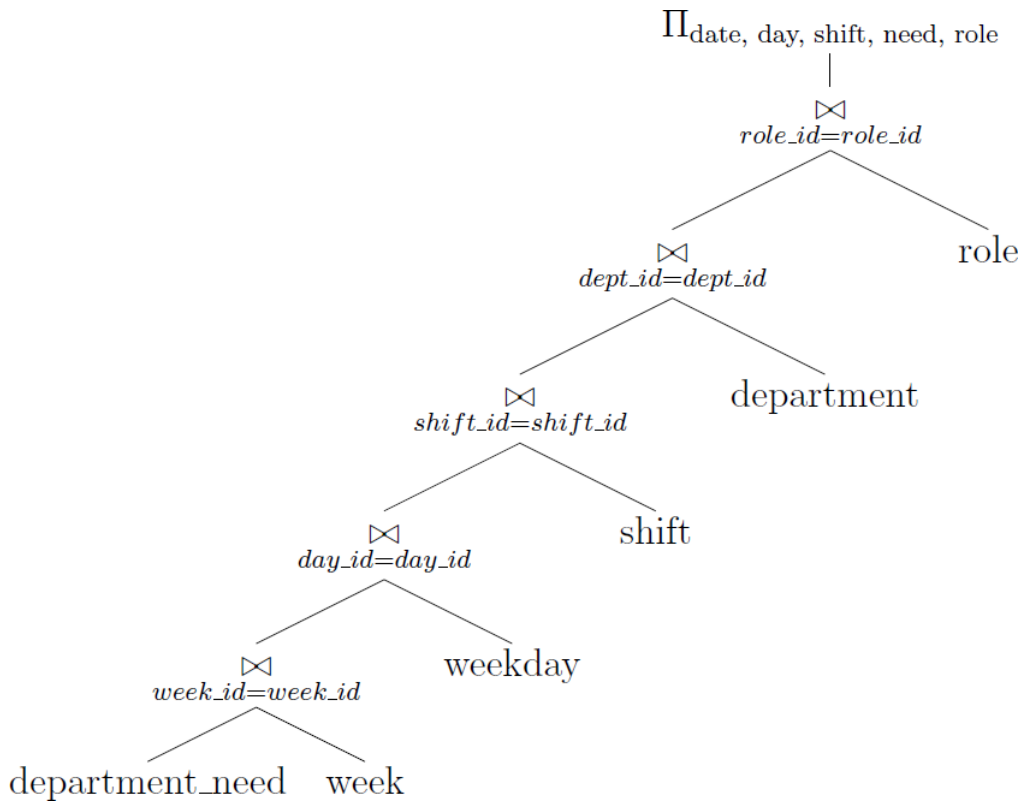 Π date, day, shift, need, role
⋈
role_id=role_id
role
⋈
dept_id=dept_id
department
⋈
shift_id=shift_id
shift
⋈
day_id=day_id
weekday
⋈
week_id=week_id
department_need week